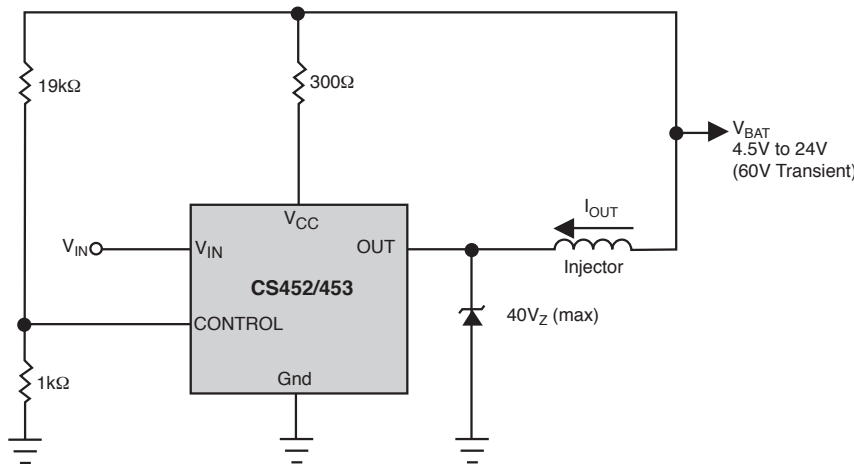 19kΩ
300Ω
V_BAT
4.5V to 24V
(60V Transient)
I_OUT
V_CC
V_IN
V_IN
OUT
Injector
CS452/453
CONTROL
40V_Z (max)
1kΩ
Gnd